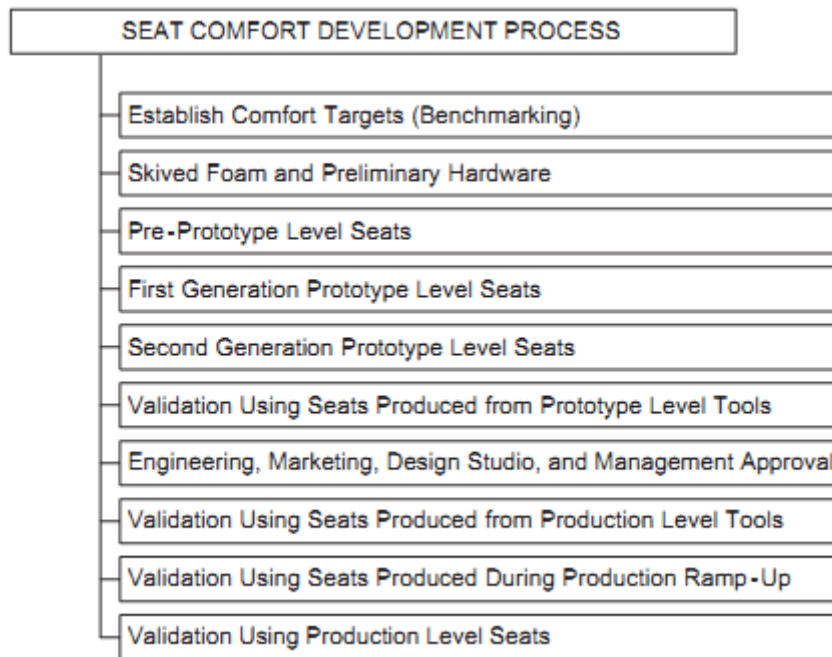 SEAT COMFORT DEVELOPMENT PROCESS
Establish Comfort Targets (Benchmarking)
Skived Foam and Preliminary Hardware
Pre-Prototype Level Seats
First Generation Prototype Level Seats
Second Generation Prototype Level Seats
Validation Using Seats Produced from Prototype Level Tools
Engineering, Marketing, Design Studio, and Management Approval
Validation Using Seats Produced from Production Level Tools
Validation Using Seats Produced During Production Ramp-Up
Validation Using Production Level Seats